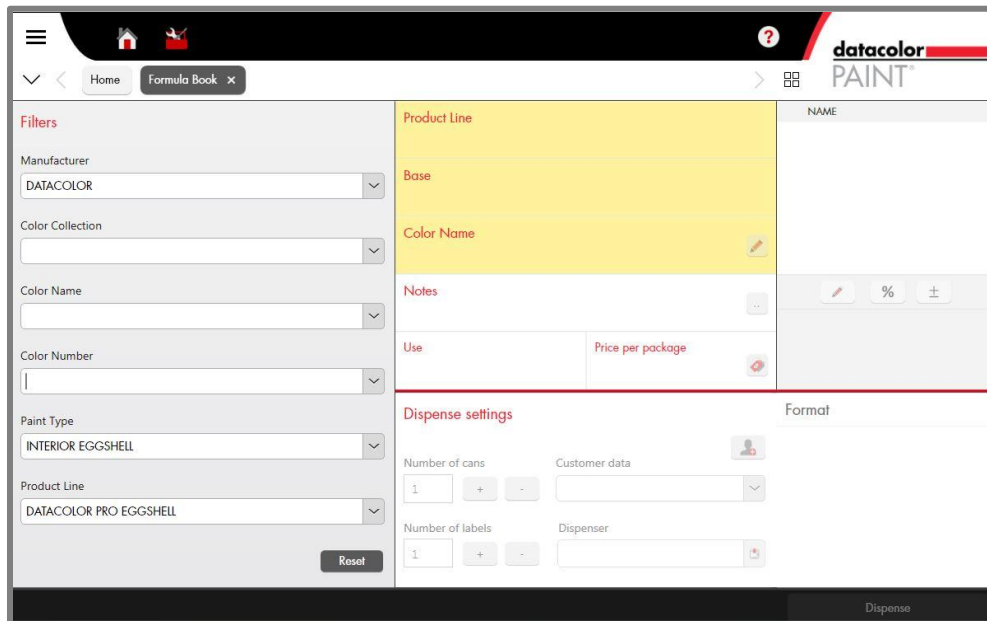 ?
datacolor
PAINT®
Home
Formula Book ×
Filters
Manufacturer
DATACOLOR
Color Collection
Color Name
Color Number
Paint Type
INTERIOR EGGSHELL
Product Line
DATACOLOR PRO EGGSHELL
Reset
Product Line
Base
Color Name
Notes
..
Use
Price per package
NAME
% ±
Dispense settings
Number of cans
1 + -
Customer data
Number of labels
1 + -
Dispenser
Format
Dispense